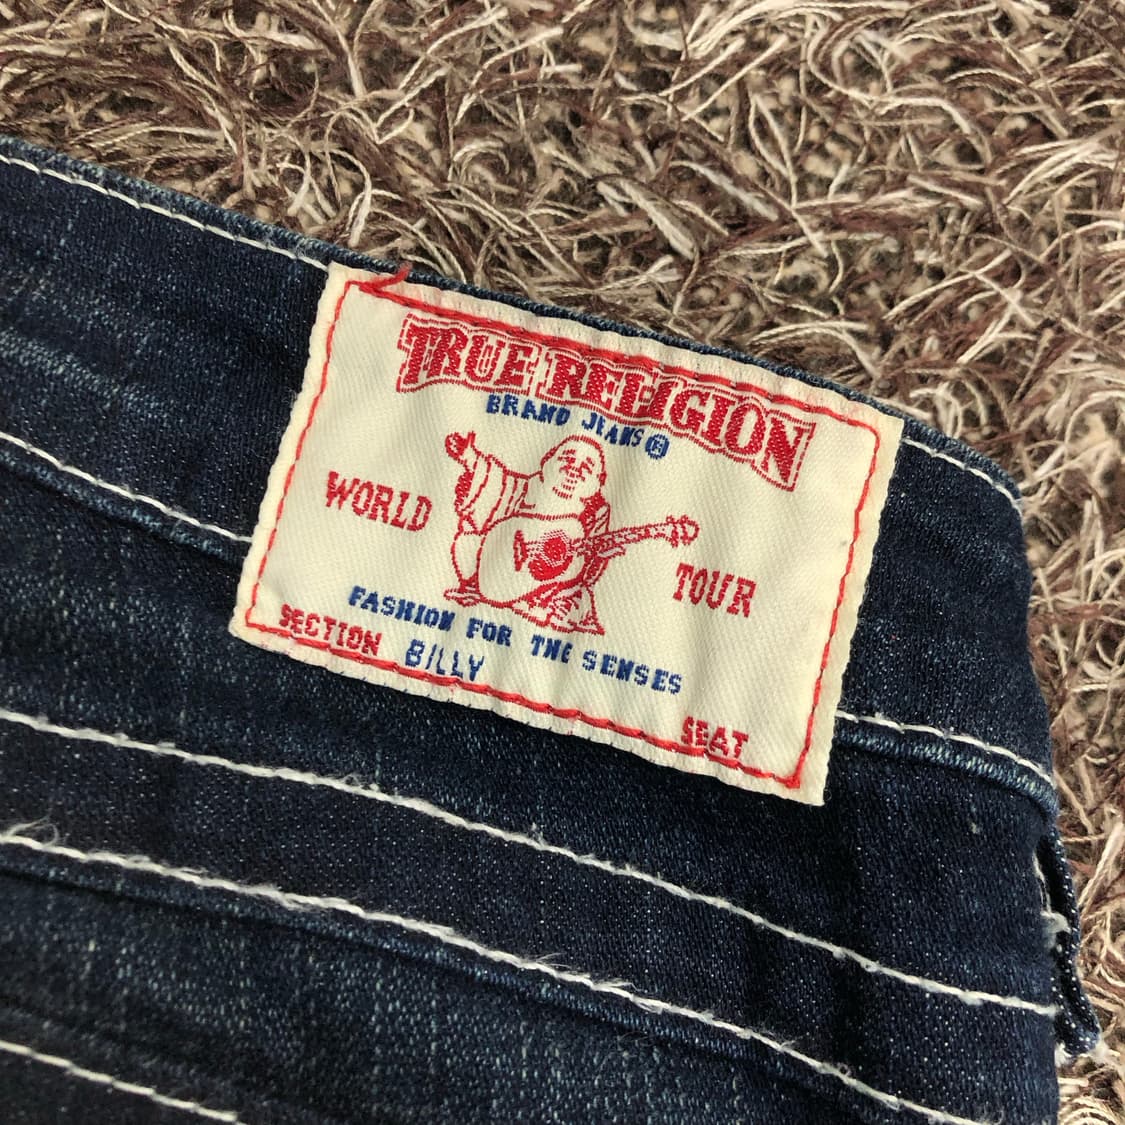 TRUE RELIGION
BRAND JEANS®
WORLD TOUR
FASHION FOR THE SENSES
SECTION BILLY
SEAT